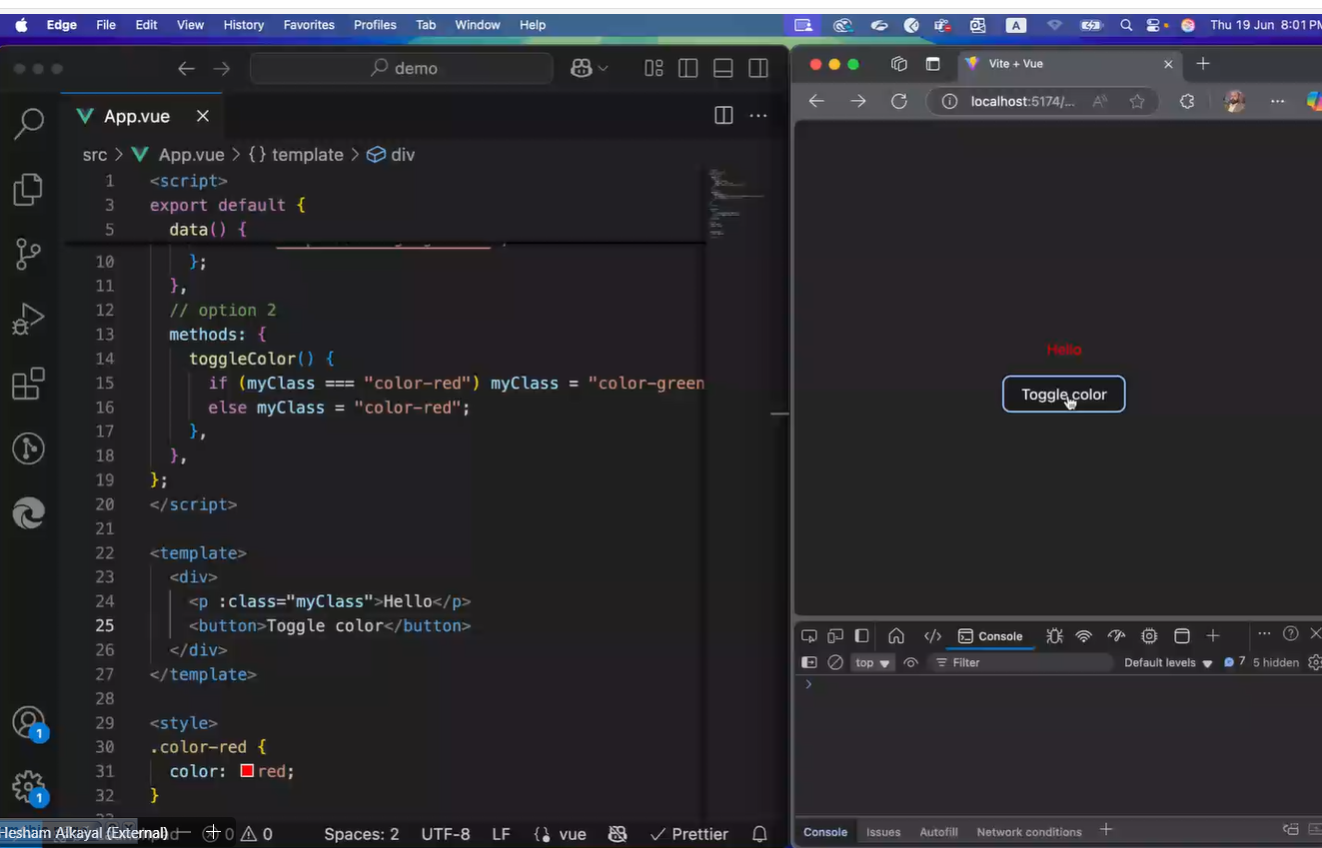 Edge File Edit View History Favorites Profiles Tab Window Help A Thu 19 Jun 8:01 PM
demo
App.vue
src > App.vue > {} template > div
1 <script>
3 export default {
5 data() {
10 };
11 },
12 // option 2
13 methods: {
14 toggleColor() {
15 if (myClass === "color-red") myClass = "color-green
16 else myClass = "color-red";
17 },
18 },
19 };
20 </script>
21
22 <template>
23 <div>
24 <p :class="myClass">Hello</p>
25 <button>Toggle color</button>
26 </div>
27 </template>
28
29 <style>
30 .color-red {
31 color: red;
32 }
1
1
Hesham Alkayal (External)
0 0 Spaces: 2 UTF-8 LF {} vue Prettier
Vite + Vue
localhost:5174/...
Hello
Toggle color
Console
top Filter Default levels 7 5 hidden
>
Console Issues Autofill Network conditions